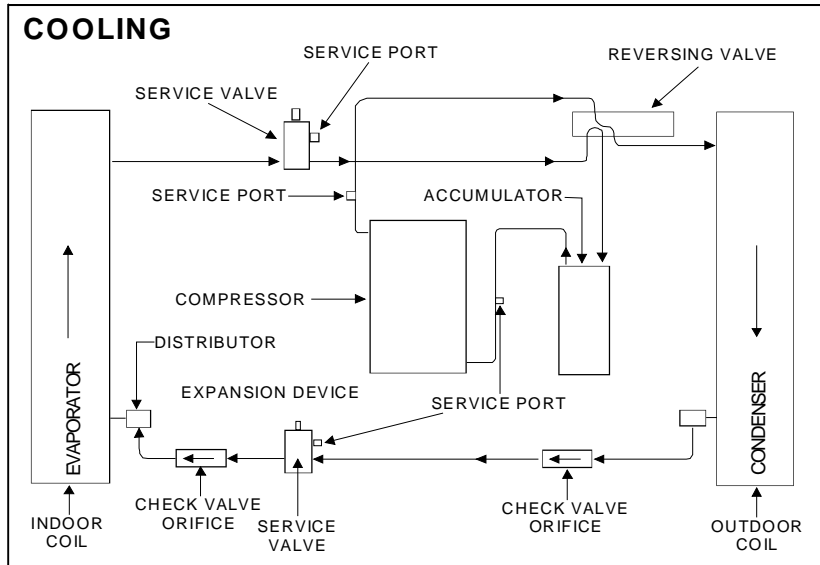 COOLING
SERVICE PORT
REVERSING VALVE
SERVICE VALVE
SERVICE PORT
ACCUMULATOR
COMPRESSOR
DISTRIBUTOR
EXPANSION DEVICE
SERVICE PORT
EVAPORATOR
CONDENSER
CHECK VALVE
ORIFICE
CHECK VALVE
ORIFICE
INDOOR
COIL
SERVICE
VALVE
OUTDOOR
COIL